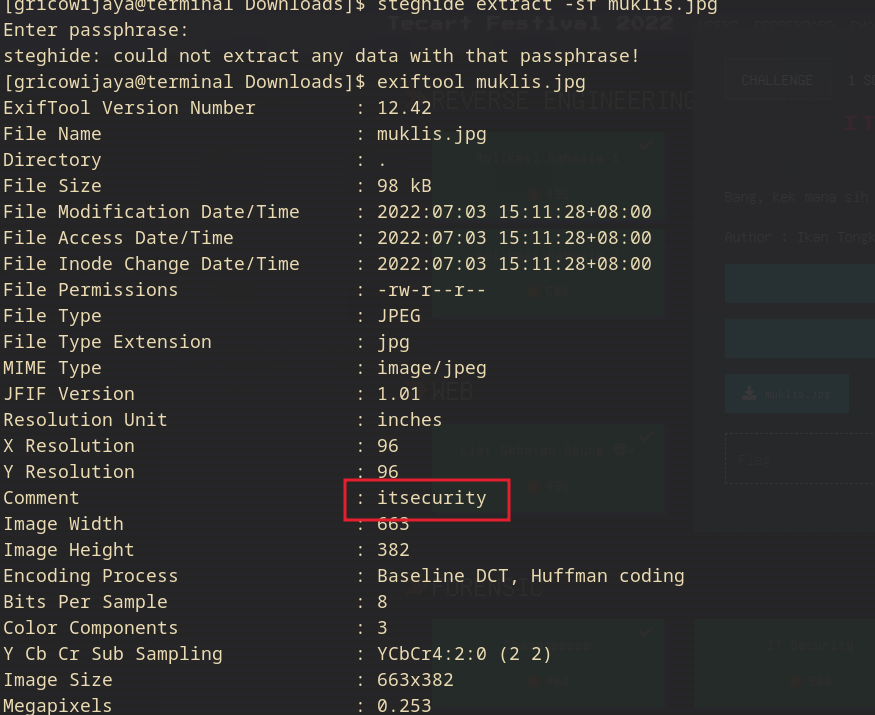 [gricowijaya@terminal Downloads]$ steghide extract -sf muklis.jpg
Enter passphrase:
steghide: could not extract any data with that passphrase!
[gricowijaya@terminal Downloads]$ exiftool muklis.jpg
ExifTool Version Number : 12.42
File Name : muklis.jpg
Directory : .
File Size : 98 kB
File Modification Date/Time : 2022:07:03 15:11:28+08:00
File Access Date/Time : 2022:07:03 15:11:28+08:00
File Inode Change Date/Time : 2022:07:03 15:11:28+08:00
File Permissions : -rw-r--r--
File Type : JPEG
File Type Extension : jpg
MIME Type : image/jpeg
JFIF Version : 1.01
Resolution Unit : inches
X Resolution : 96
Y Resolution : 96
Comment : itsecurity
Image Width : 663
Image Height : 382
Encoding Process : Baseline DCT, Huffman coding
Bits Per Sample : 8
Color Components : 3
Y Cb Cr Sub Sampling : YCbCr4:2:0 (2 2)
Image Size : 663x382
Megapixels : 0.253
Tecart Festival 2022
REVERSE ENGINEERING
WEB
FORENSIC
CHALLENGE
Bang, kek mana sih
muklis.jpg
Flag